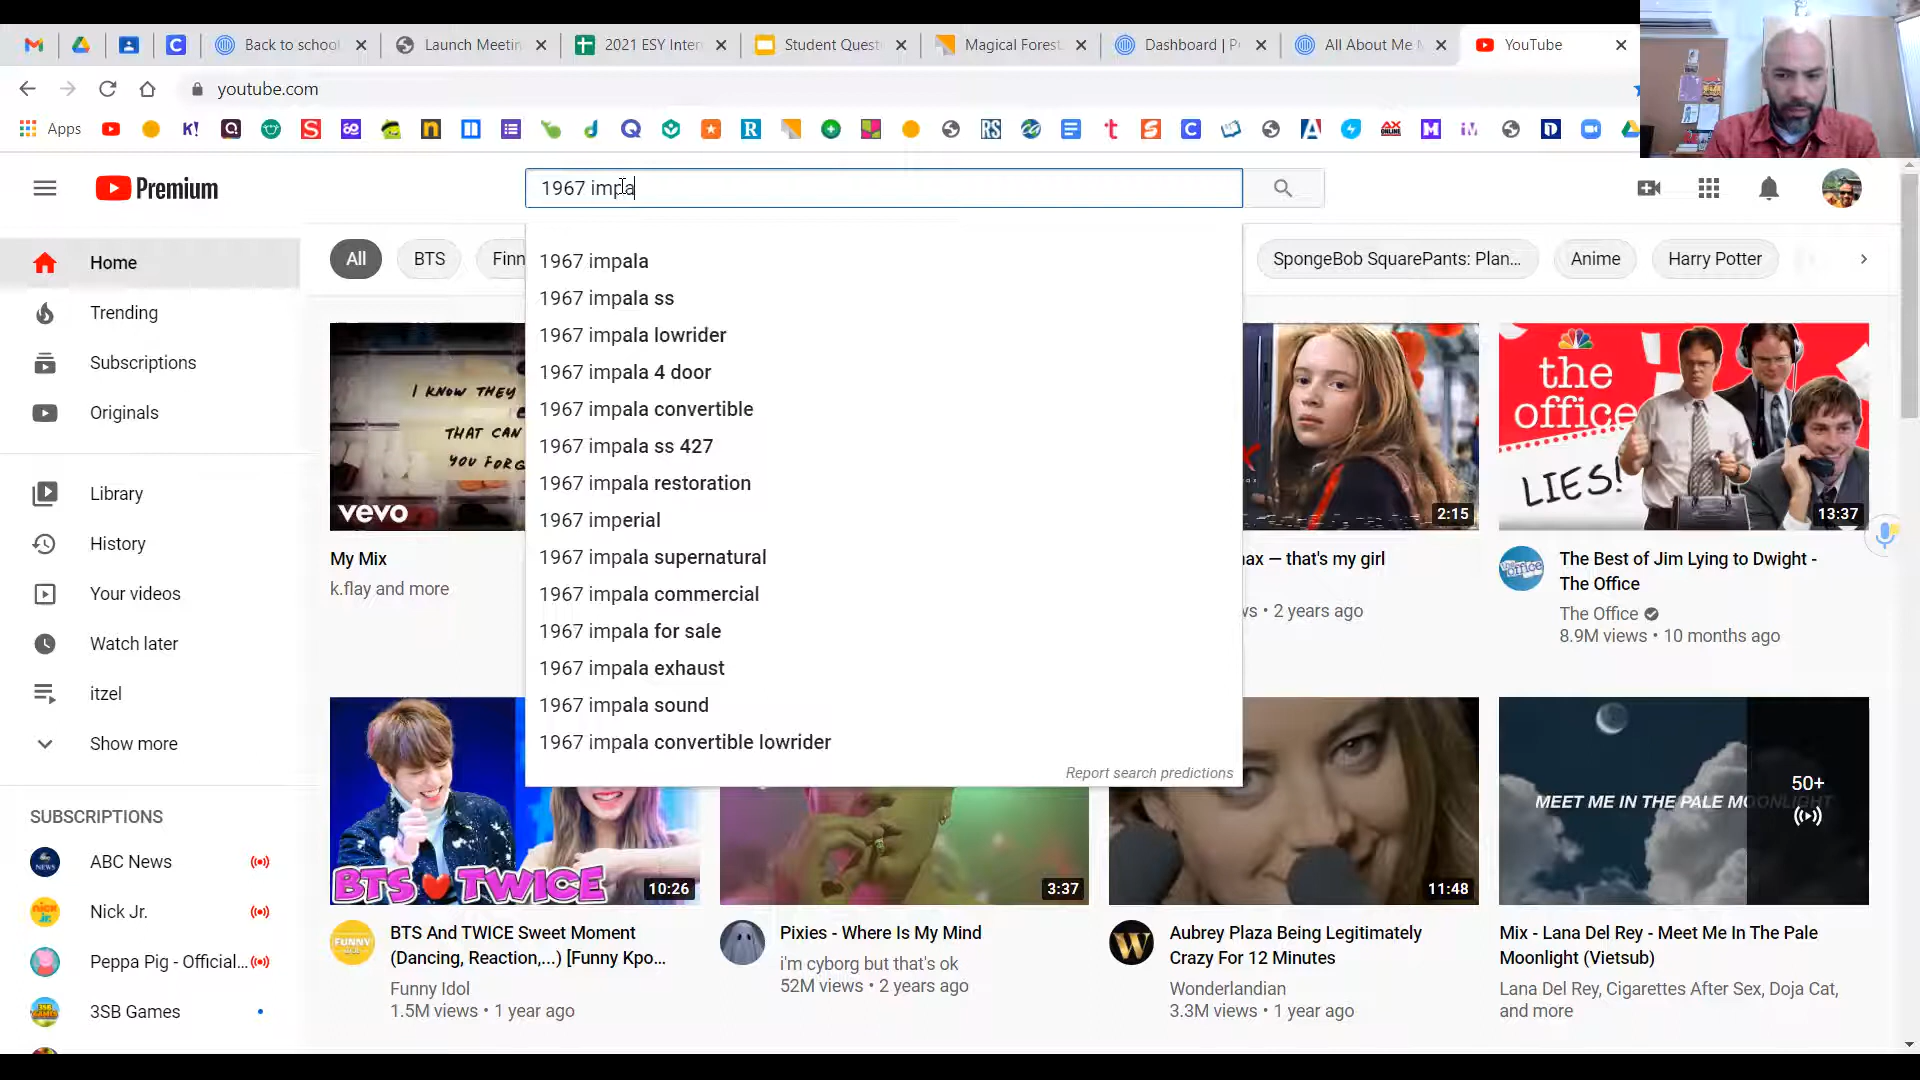 Back to school
Launch Meetin
2021 ESY Inter
Student Quest
Magical Forest
Dashboard | P
All About Me
YouTube
youtube.com
Apps
Premium
1967 impa
All
BTS
Finn
SpongeBob SquarePants: Plan...
Anime
Harry Potter
Home
Trending
Subscriptions
Originals
Library
History
Your videos
Watch later
itzel
Show more
SUBSCRIPTIONS
ABC News
Nick Jr.
Peppa Pig - Official...
3SB Games
1967 impala
1967 impala ss
1967 impala lowrider
1967 impala 4 door
1967 impala convertible
1967 impala ss 427
1967 impala restoration
1967 imperial
1967 impala supernatural
1967 impala commercial
1967 impala for sale
1967 impala exhaust
1967 impala sound
1967 impala convertible lowrider
Report search predictions
I KNOW THEY
THAT CAN
YOU FORG
vevo
My Mix
k.flay and more
2:15
ax — that's my girl
vs • 2 years ago
the
office
LIES!
13:37
The Best of Jim Lying to Dwight -
The Office
The Office
8.9M views • 10 months ago
BTS TWICE
10:26
FUNNY
BTS And TWICE Sweet Moment
(Dancing, Reaction,...) [Funny Kpo...
Funny Idol
1.5M views • 1 year ago
3:37
Pixies - Where Is My Mind
i'm cyborg but that's ok
52M views • 2 years ago
11:48
W
Aubrey Plaza Being Legitimately
Crazy For 12 Minutes
Wonderlandian
3.3M views • 1 year ago
MEET ME IN THE PALE MOONLIGHT
50+
Mix - Lana Del Rey - Meet Me In The Pale
Moonlight (Vietsub)
Lana Del Rey, Cigarettes After Sex, Doja Cat,
and more